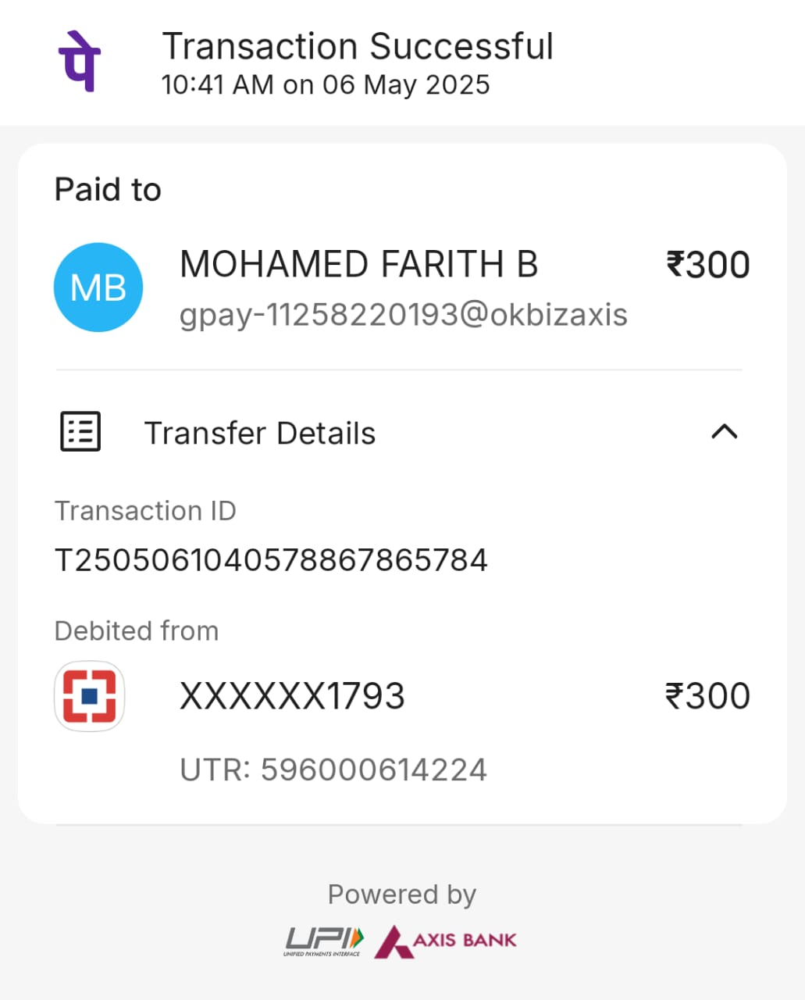 पे
Transaction Successful
10:41 AM on 06 May 2025
Paid to
MB
MOHAMED FARITH B
₹300
gpay-11258220193@okbizaxis
Transfer Details
Transaction ID
T2505061040578867865784
Debited from
XXXXXX1793
₹300
UTR: 596000614224
Powered by
UPI
UNIFIED PAYMENTS INTERFACE
AXIS BANK